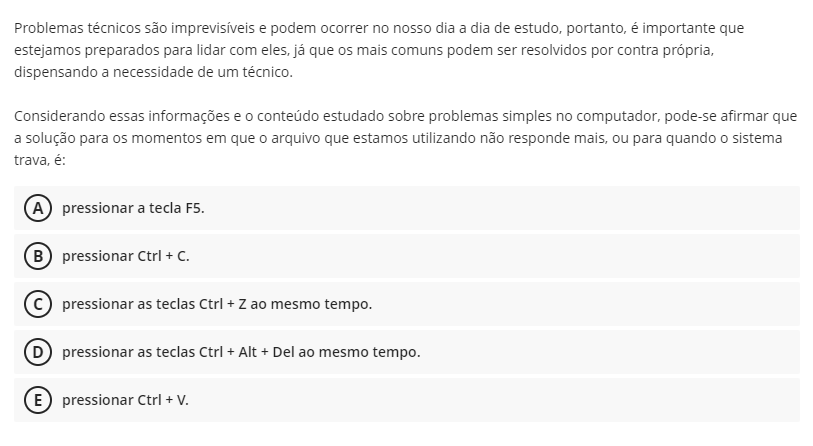 Problemas técnicos são imprevisíveis e podem ocorrer no nosso dia a dia de estudo, portanto, é importante que
estejamos preparados para lidar com eles, já que os mais comuns podem ser resolvidos por contra própria,
dispensando a necessidade de um técnico.
Considerando essas informações e o conteúdo estudado sobre problemas simples no computador, pode-se afirmar que
a solução para os momentos em que o arquivo que estamos utilizando não responde mais, ou para quando o sistema
trava, é:
A pressionar a tecla F5.
B pressionar Ctrl + C.
C pressionar as teclas Ctrl + Z ao mesmo tempo.
D pressionar as teclas Ctrl + Alt + Del ao mesmo tempo.
E pressionar Ctrl + V.